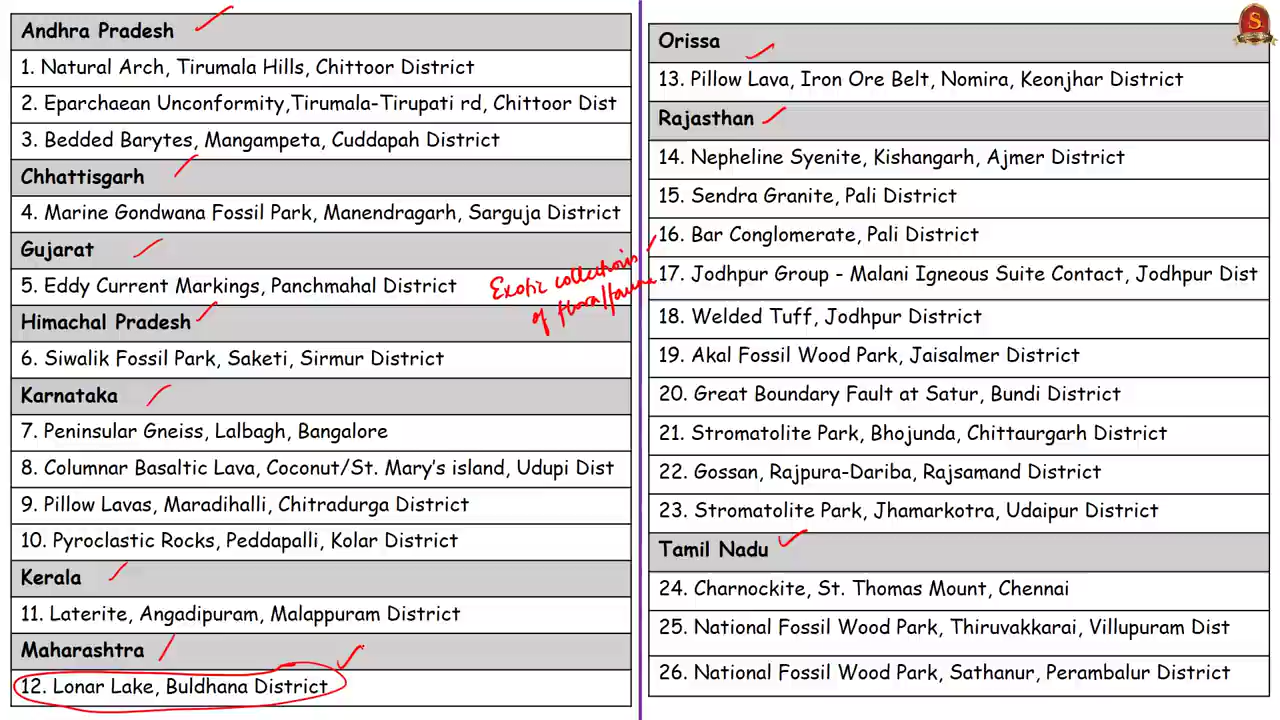 Andhra Pradesh
1. Natural Arch, Tirumala Hills, Chittoor District
2. Eparchaean Unconformity,Tirumala-Tirupati rd, Chittoor Dist
3. Bedded Barytes, Mangampeta, Cuddapah District
Chhattisgarh
4. Marine Gondwana Fossil Park, Manendragarh, Sarguja District
Gujarat
5. Eddy Current Markings, Panchmahal District
Himachal Pradesh
6. Siwalik Fossil Park, Saketi, Sirmur District
Karnataka
7. Peninsular Gneiss, Lalbagh, Bangalore
8. Columnar Basaltic Lava, Coconut/St. Mary's island, Udupi Dist
9. Pillow Lavas, Maradihalli, Chitradurga District
10. Pyroclastic Rocks, Peddapalli, Kolar District
Kerala
11. Laterite, Angadipuram, Malappuram District
Maharashtra
12. Lonar Lake, Buldhana District
Exotic collections
of flora/faunae
Orissa
13. Pillow Lava, Iron Ore Belt, Nomira, Keonjhar District
Rajasthan
14. Nepheline Syenite, Kishangarh, Ajmer District
15. Sendra Granite, Pali District
16. Bar Conglomerate, Pali District
17. Jodhpur Group - Malani Igneous Suite Contact, Jodhpur Dist
18. Welded Tuff, Jodhpur District
19. Akal Fossil Wood Park, Jaisalmer District
20. Great Boundary Fault at Satur, Bundi District
21. Stromatolite Park, Bhojunda, Chittaurgarh District
22. Gossan, Rajpura-Dariba, Rajsamand District
23. Stromatolite Park, Jhamarkotra, Udaipur District
Tamil Nadu
24. Charnockite, St. Thomas Mount, Chennai
25. National Fossil Wood Park, Thiruvakkarai, Villupuram Dist
26. National Fossil Wood Park, Sathanur, Perambalur District
S